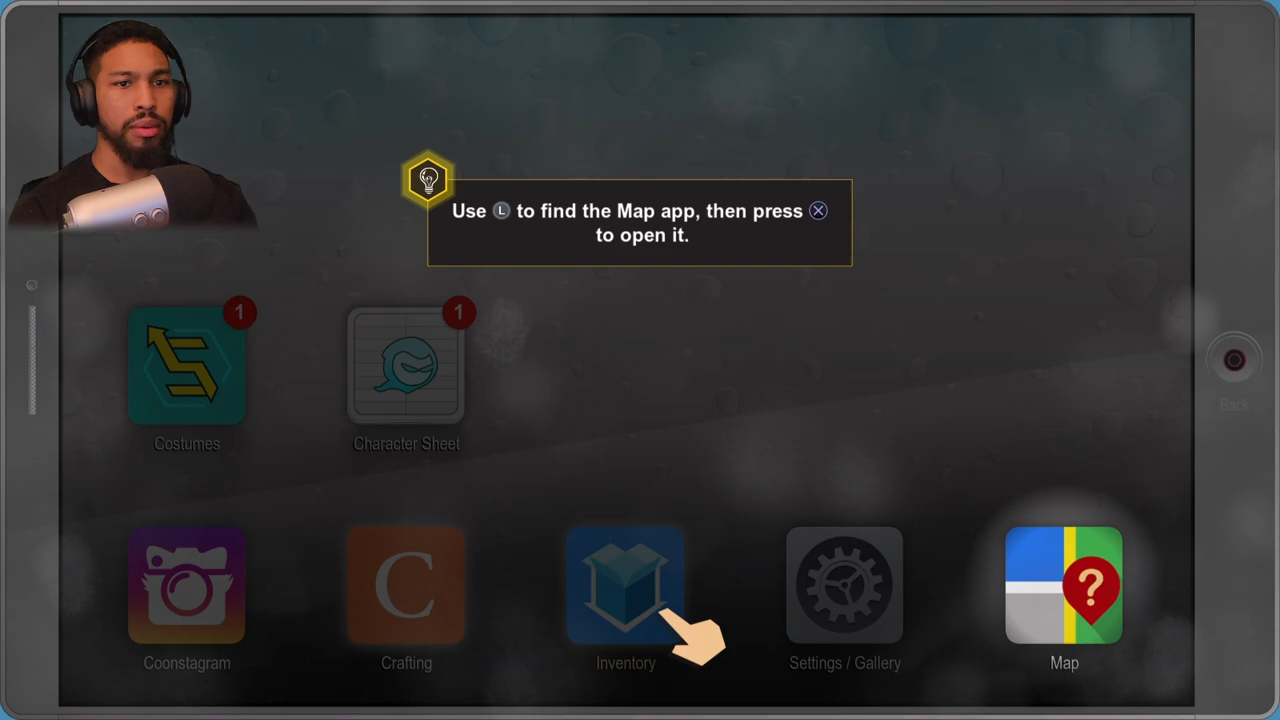 Use L to find the Map app, then press X
to open it.
1
1
Costumes
Character Sheet
Back
C
?
Coonstagram
Crafting
Inventory
Settings / Gallery
Map